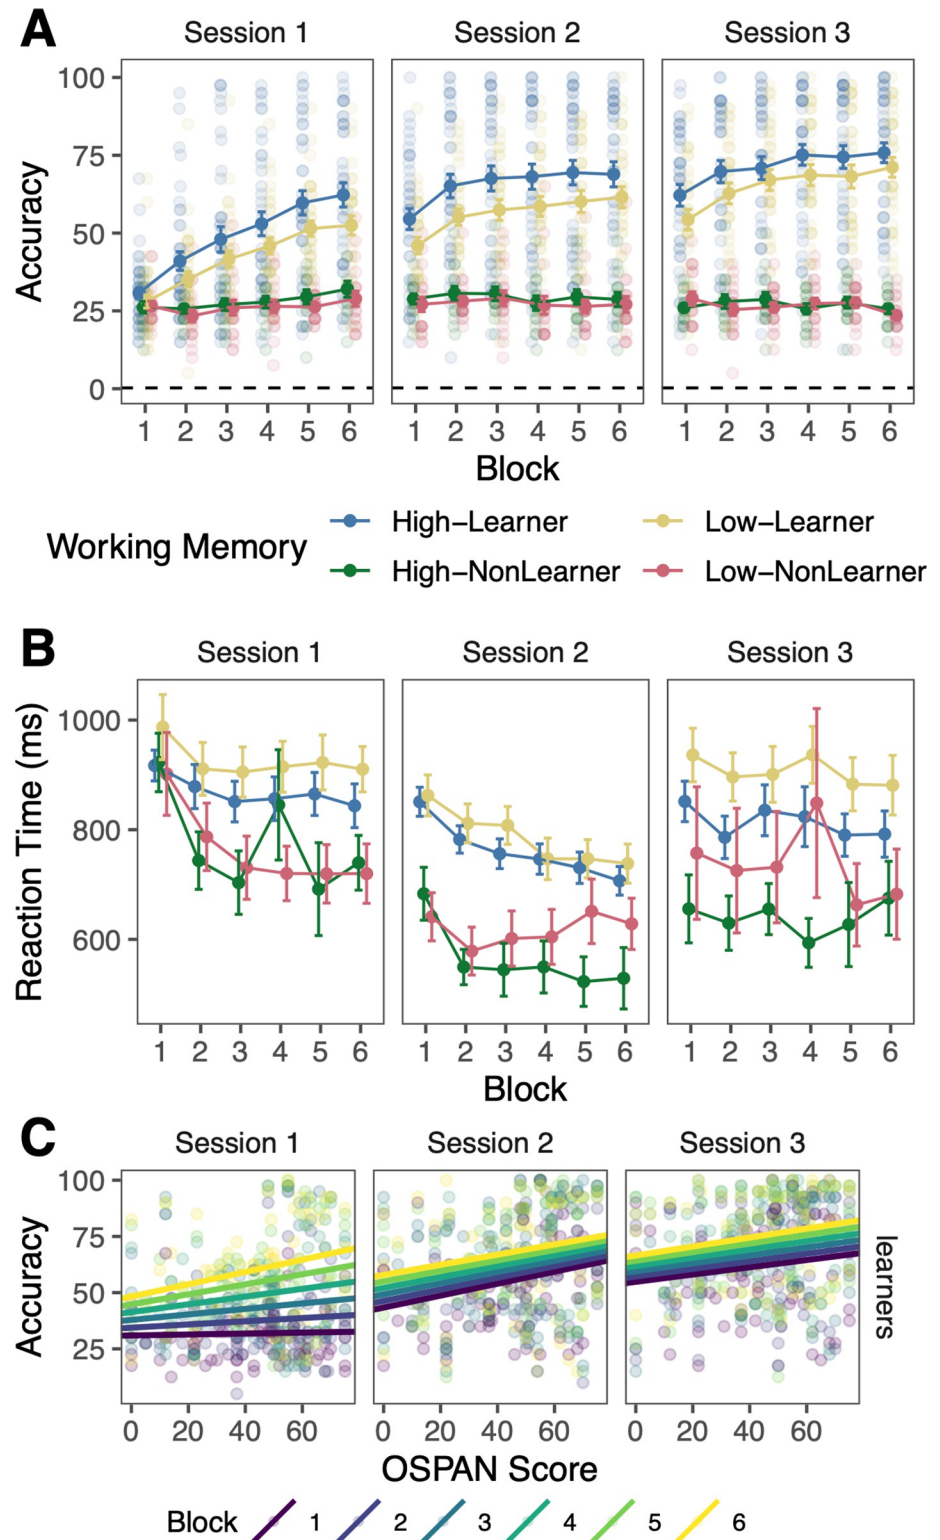 A
Session 1 Session 2 Session 3
Accuracy
100
75
50
25
0
1 2 3 4 5 6 1 2 3 4 5 6 1 2 3 4 5 6
Block
Working Memory
High-Learner Low-Learner
High-NonLearner Low-NonLearner
B
Session 1 Session 2 Session 3
Reaction Time (ms)
1000
800
600
1 2 3 4 5 6 1 2 3 4 5 6 1 2 3 4 5 6
Block
C
Session 1 Session 2 Session 3
Accuracy
100
75
50
25
learners
0 20 40 60 0 20 40 60 0 20 40 60
OSPAN Score
Block 1 2 3 4 5 6